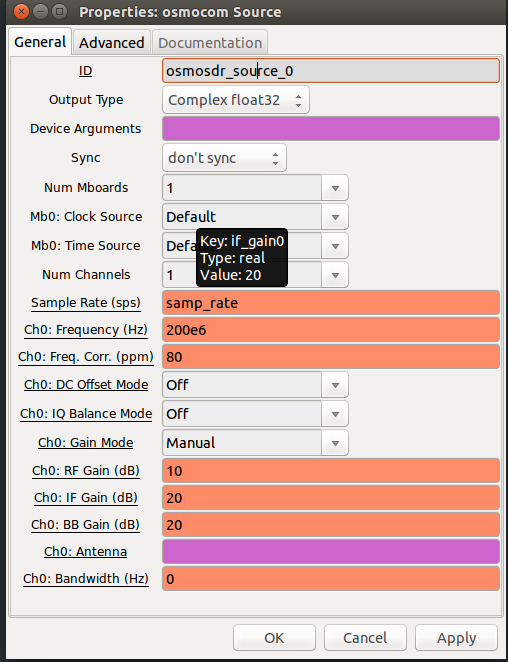 Properties: osmocom Source
General Advanced Documentation
ID osmosdr_source_0
Output Type Complex float32
Device Arguments
Sync don't sync
Num Mboards 1
Mb0: Clock Source Default
Mb0: Time Source Defa
Key: if_gain0
Type: real
Value: 20
Num Channels 1
Sample Rate (sps) samp_rate
Ch0: Frequency (Hz) 200e6
Ch0: Freq. Corr. (ppm) 80
Ch0: DC Offset Mode Off
Ch0: IQ Balance Mode Off
Ch0: Gain Mode Manual
Ch0: RF Gain (dB) 10
Ch0: IF Gain (dB) 20
Ch0: BB Gain (dB) 20
Ch0: Antenna
Ch0: Bandwidth (Hz) 0
OK Cancel Apply